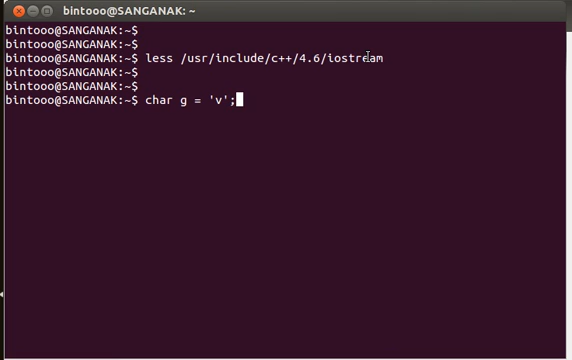 bintooo@SANGANAK: ~
bintooo@SANGANAK:~$
bintooo@SANGANAK:~$
bintooo@SANGANAK:~$ less /usr/include/c++/4.6/iostream
bintooo@SANGANAK:~$
bintooo@SANGANAK:~$
bintooo@SANGANAK:~$ char g = 'v';